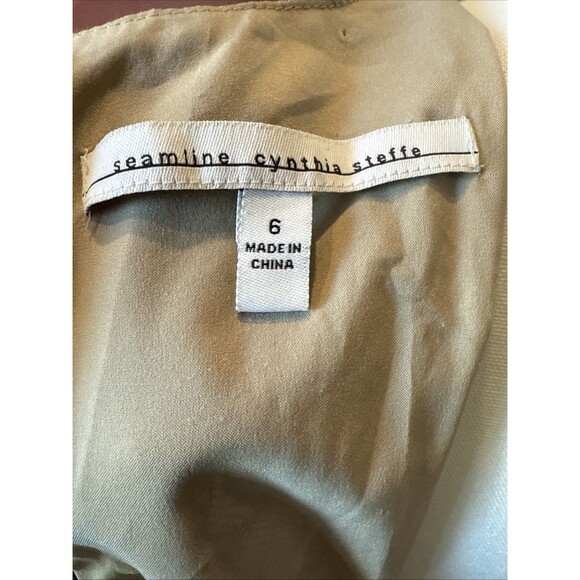 seamline cynthia steffe
6
MADE IN
CHINA